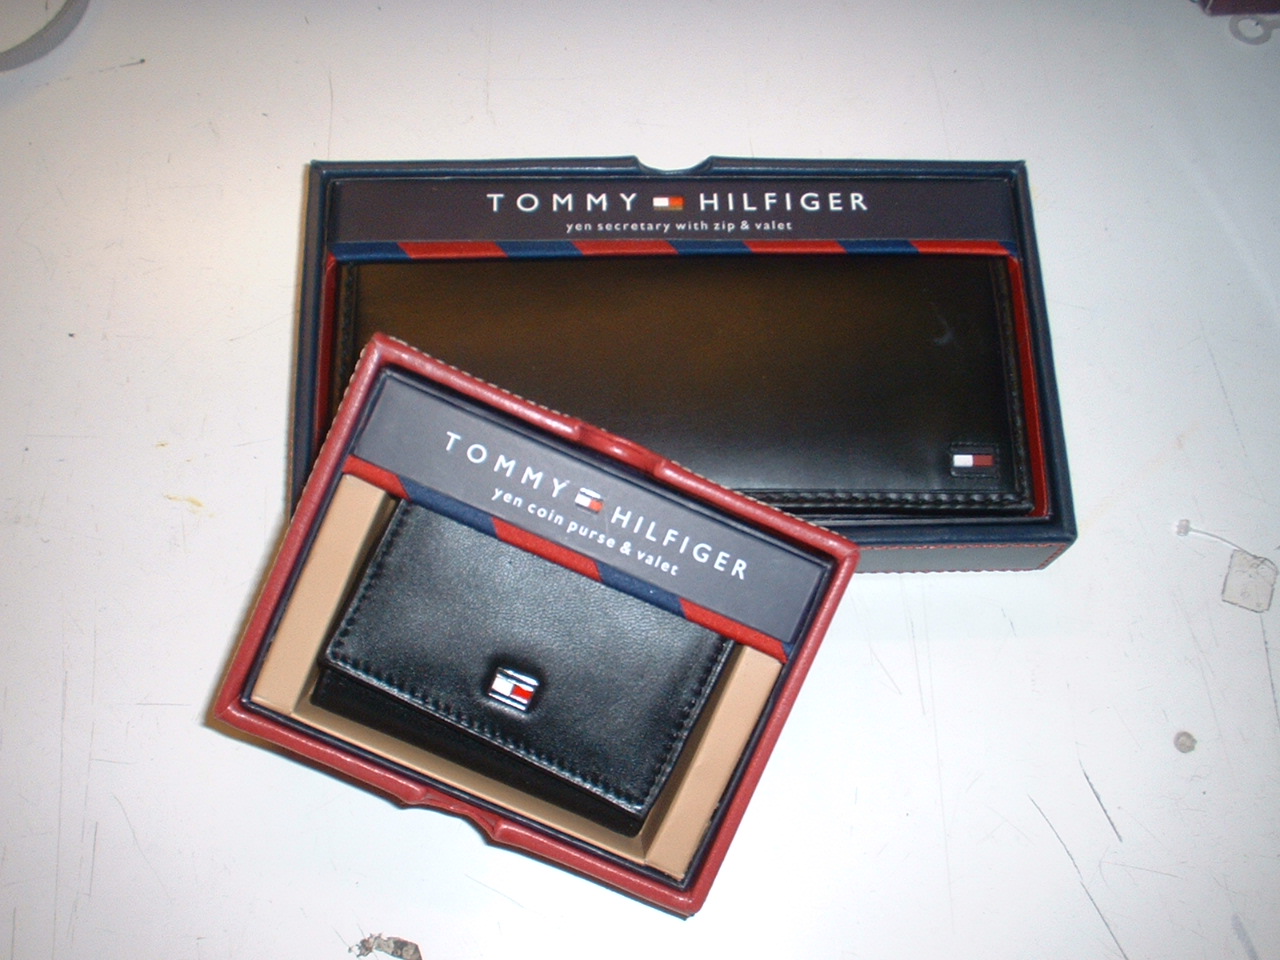 TOMMY HILFIGER
yen secretary with zip & valet
TOMMY HILFIGER
yen coin purse & valet